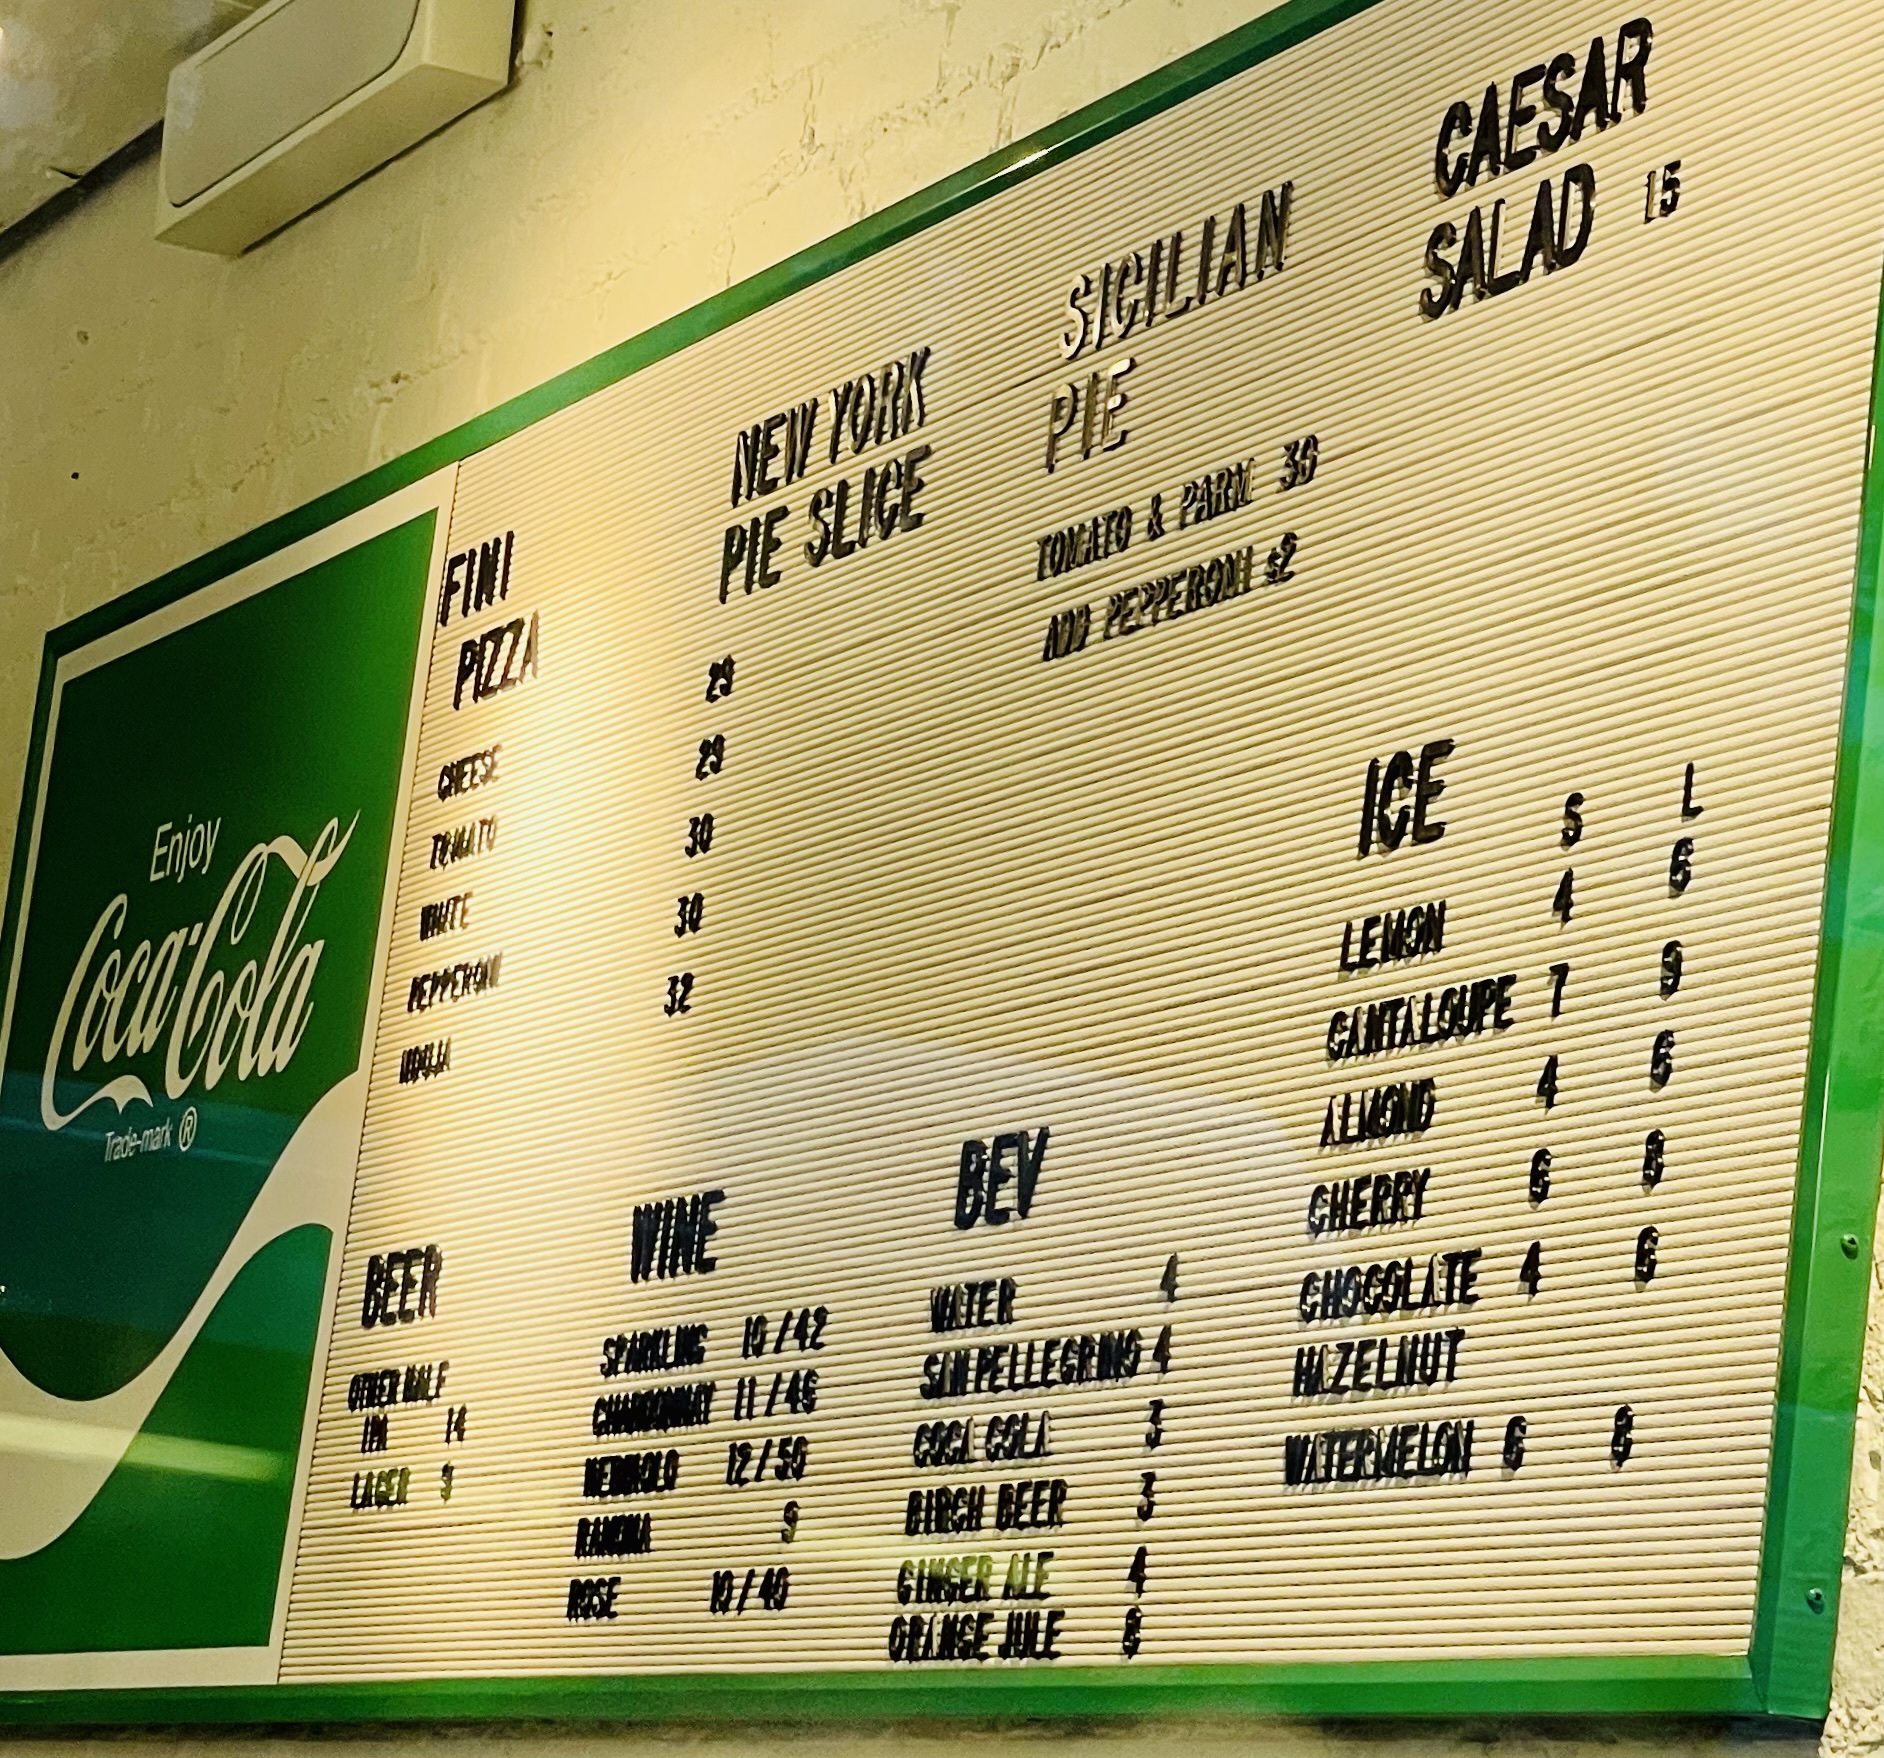 Enjoy
Coca-Cola
Trade-mark ®
FINI
PIZZA
CHEESE 29
TOMATO 29
WHITE 30
PEPPERONI 30
32
NEW YORK
PIE SLICE
SICILIAN
PIE
TOMATO & PARM 30
ADD PEPPERONI $2
CAESAR
SALAD 15
BEER
OTHER HALF
IPA 14
LAGER 9
WINE
SPARKLING 10/42
CHARDONNAY 11/46
NEBBIOLO 12/50
RAMONA 9
ROSE 10/40
BEV
WATER 4
SAN PELLEGRINO 4
COCA COLA 3
BIRCH BEER 3
GINGER ALE 4
ORANGE JULE 6
ICE S L
LEMON 4 6
CANTALOUPE 7 9
ALMOND 4 6
CHERRY 6 8
CHOCOLATE 4 6
HAZELNUT
WATERMELON 6 8